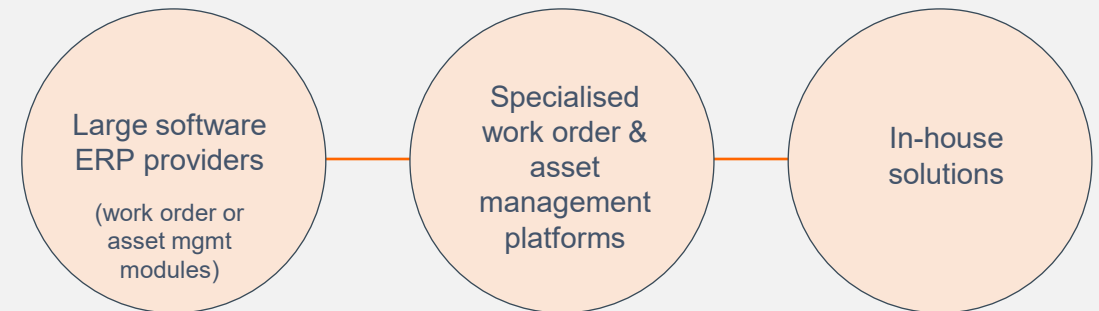 Large software
ERP providers
(work order or
asset mgmt
modules)
Specialised
work order &
asset
management
platforms
In-house
solutions